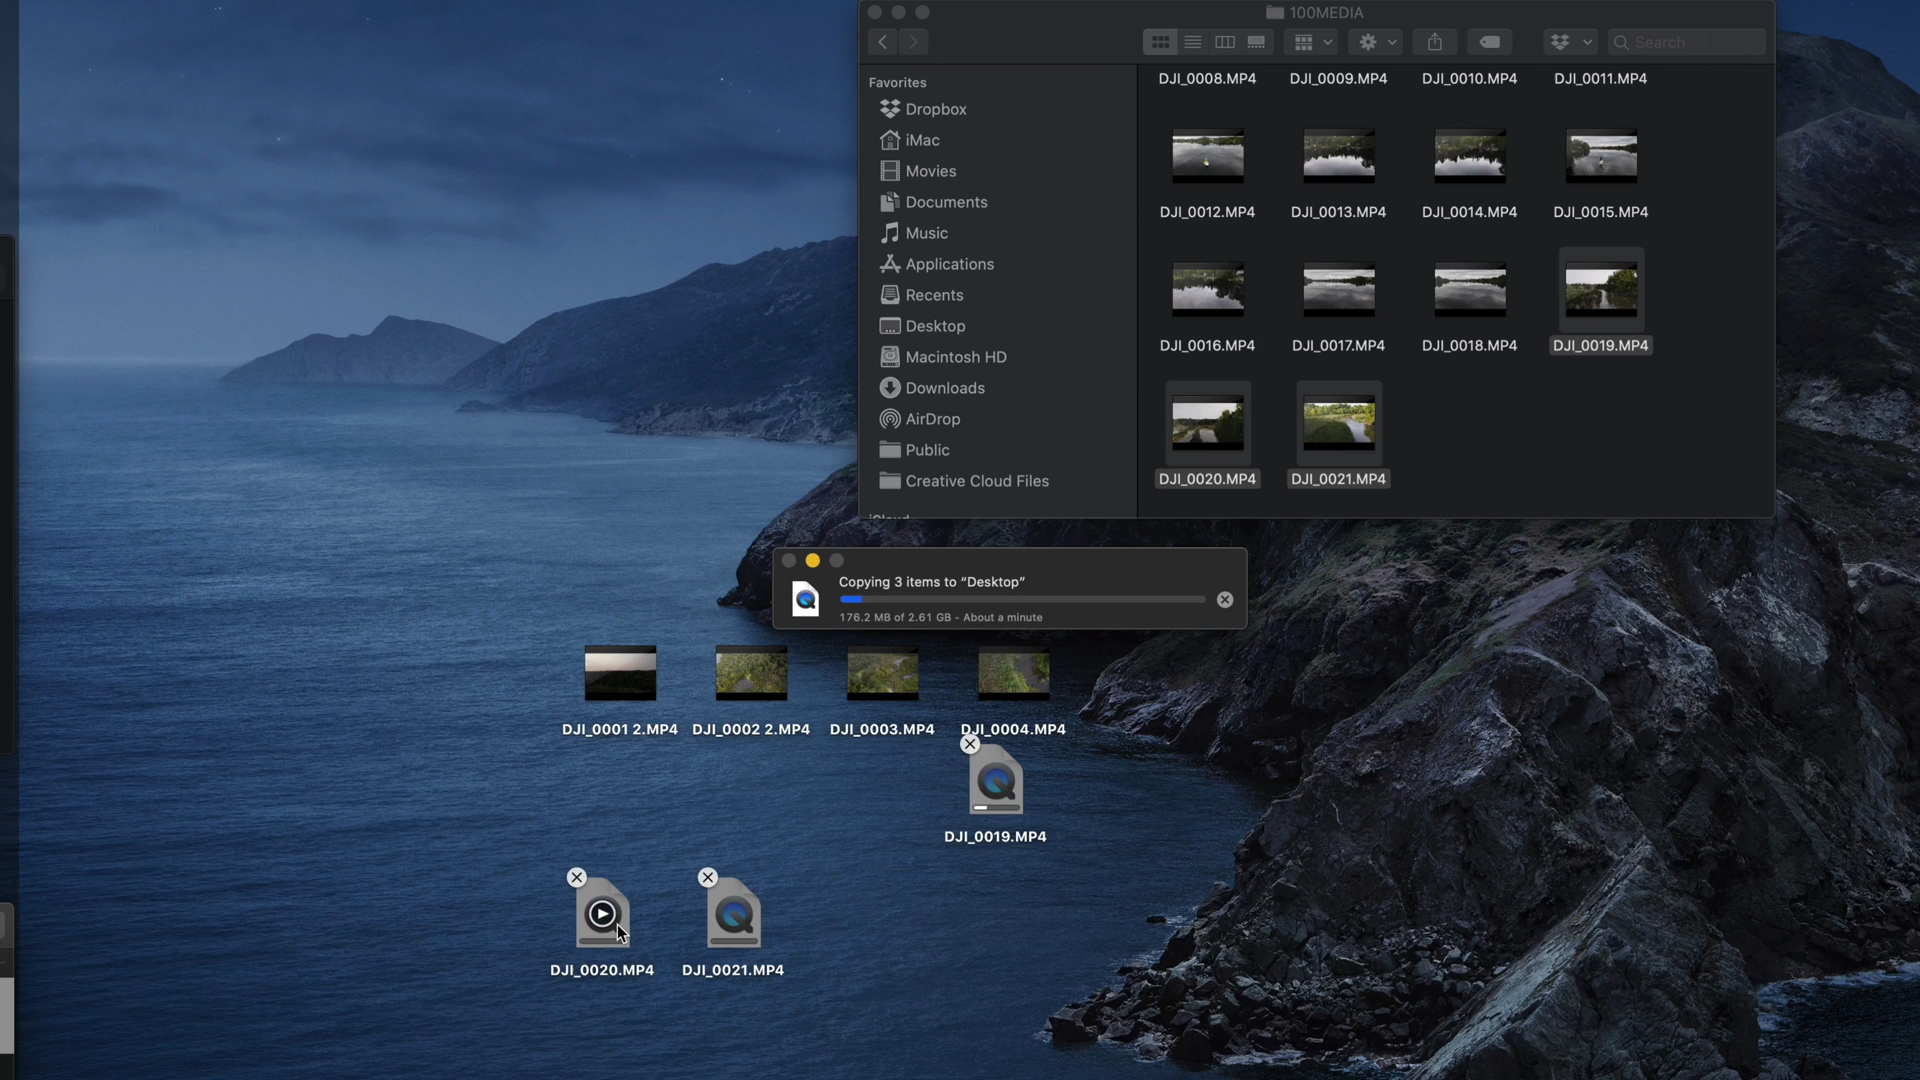 100MEDIA
Search
Favorites
Dropbox
iMac
Movies
Documents
Music
Applications
Recents
Desktop
Macintosh HD
Downloads
AirDrop
Public
Creative Cloud Files
iCloud
DJI_0008.MP4 DJI_0009.MP4 DJI_0010.MP4 DJI_0011.MP4
DJI_0012.MP4 DJI_0013.MP4 DJI_0014.MP4 DJI_0015.MP4
DJI_0016.MP4 DJI_0017.MP4 DJI_0018.MP4 DJI_0019.MP4
DJI_0020.MP4 DJI_0021.MP4
Copying 3 items to “Desktop”
176.2 MB of 2.61 GB - About a minute
DJI_0001 2.MP4 DJI_0002 2.MP4 DJI_0003.MP4 DJI_0004.MP4
DJI_0019.MP4
DJI_0020.MP4 DJI_0021.MP4